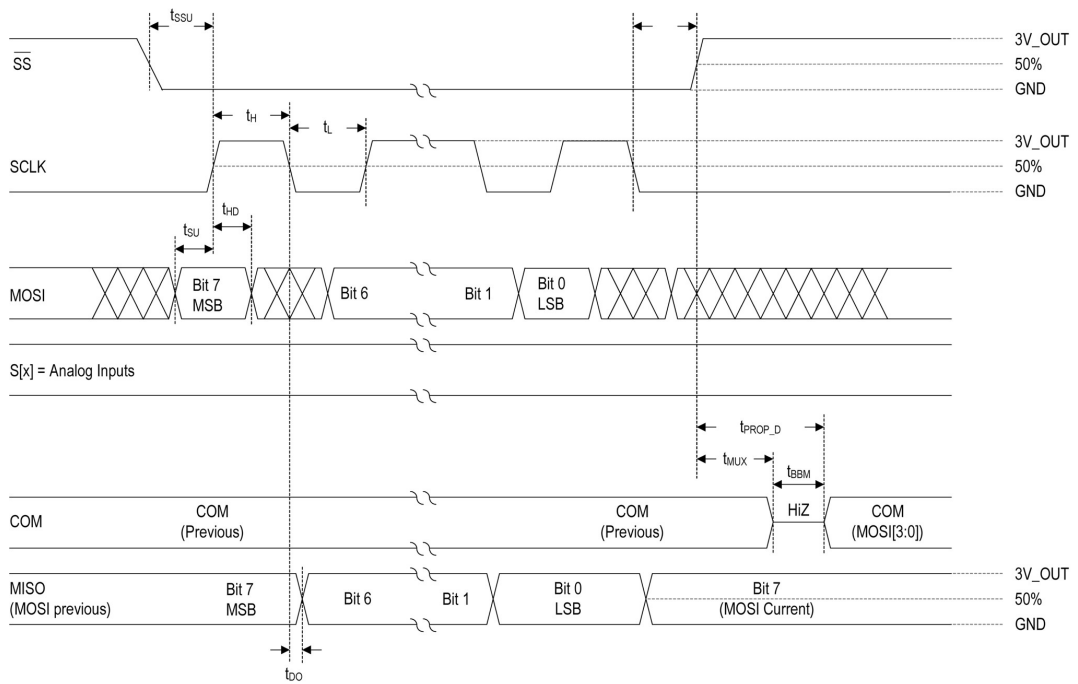 tSSU
SS
3V_OUT
50%
GND
tH
tL
SCLK
3V_OUT
50%
GND
tHD
tSU
MOSI
Bit 7
MSB
Bit 6
Bit 1
Bit 0
LSB
S[x] = Analog Inputs
tPROP_D
tMUX
tBBM
COM
COM
(Previous)
COM
(Previous)
HiZ
COM
(MOSI[3:0])
MISO
(MOSI previous)
Bit 7
MSB
Bit 6
Bit 1
Bit 0
LSB
Bit 7
(MOSI Current)
3V_OUT
50%
GND
tDO